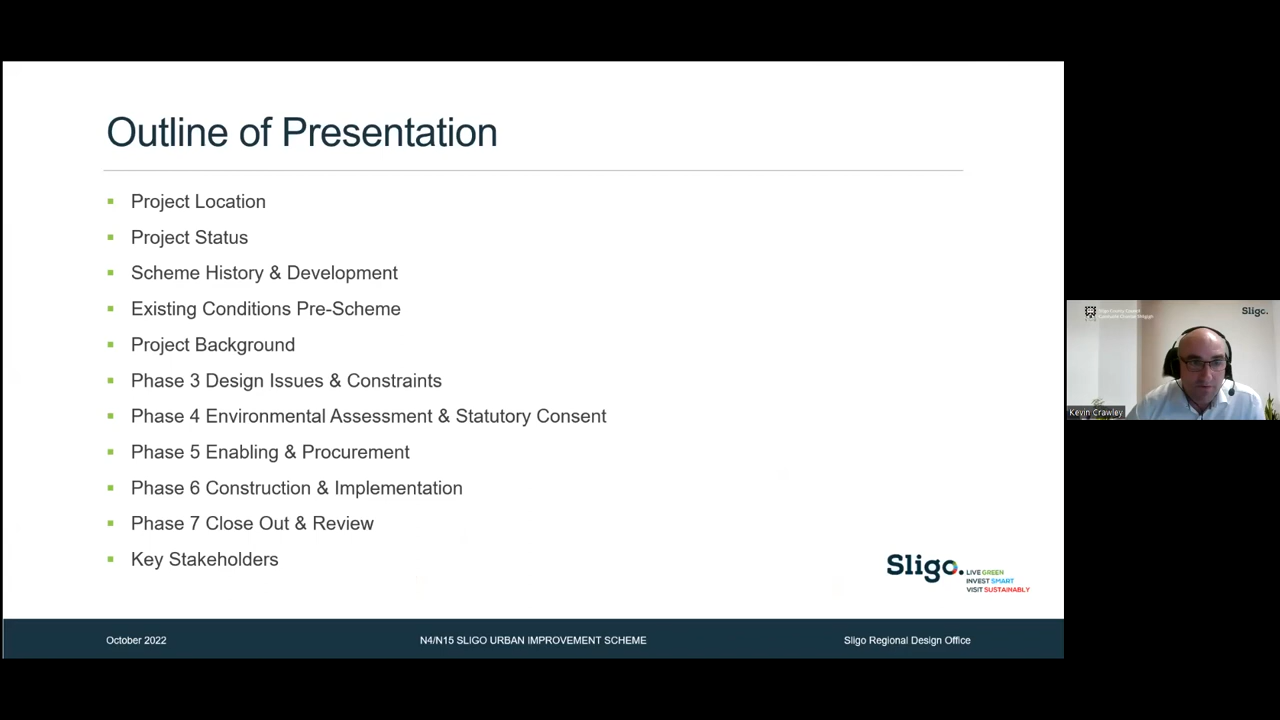 Outline of Presentation
Project Location
Project Status
Scheme History & Development
Existing Conditions Pre-Scheme
Project Background
Phase 3 Design Issues & Constraints
Phase 4 Environmental Assessment & Statutory Consent
Phase 5 Enabling & Procurement
Phase 6 Construction & Implementation
Phase 7 Close Out & Review
Key Stakeholders
Sligo.
LIVE GREEN
INVEST SMART
VISIT SUSTAINABLY
October 2022
N4/N15 SLIGO URBAN IMPROVEMENT SCHEME
Sligo Regional Design Office
Sligo County Council
Sligo.
Kevin Crawley